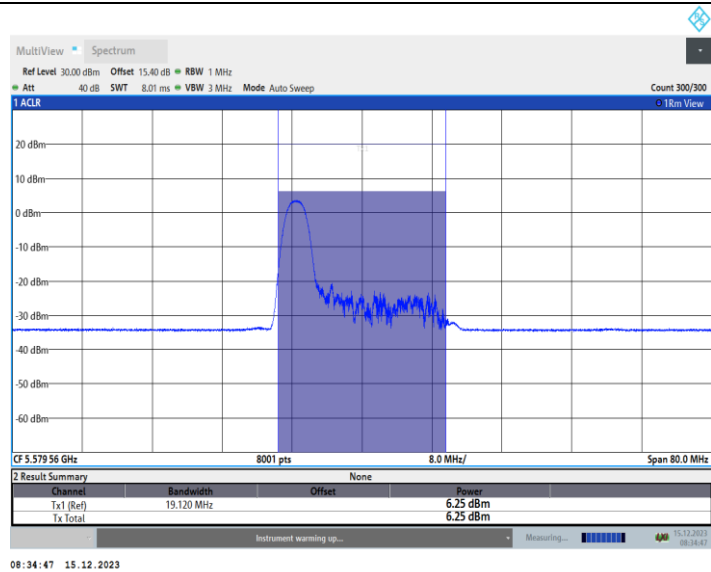 MultiView Spectrum
Ref Level 30.00 dBm Offset 15.40 dB RBW 1 MHz
Att 40 dB SWT 8.01 ms VBW 3 MHz Mode Auto Sweep Count 300/300
1 ACLR 1Rm View
20 dBm
10 dBm
0 dBm
-10 dBm
-20 dBm
-30 dBm
-40 dBm
-50 dBm
-60 dBm
CF 5.579 56 GHz 8001 pts 8.0 MHz/ Span 80.0 MHz
2 Result Summary None
Channel Bandwidth Offset Power
Tx1 (Ref) 19.120 MHz 6.25 dBm
Tx Total 6.25 dBm
Instrument warming up... Measuring... 15.12.2023
08:34:47
08:34:47 15.12.2023